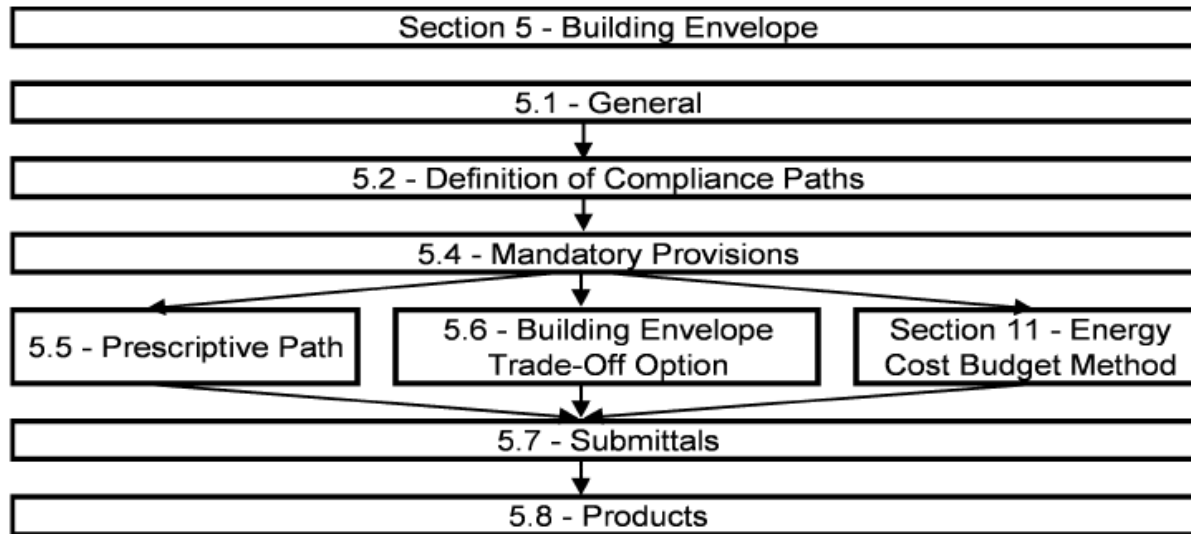 Section 5 - Building Envelope
5.1 - General
5.2 - Definition of Compliance Paths
5.4 - Mandatory Provisions
5.5 - Prescriptive Path
5.6 - Building Envelope
Trade-Off Option
Section 11 - Energy
Cost Budget Method
5.7 - Submittals
5.8 - Products